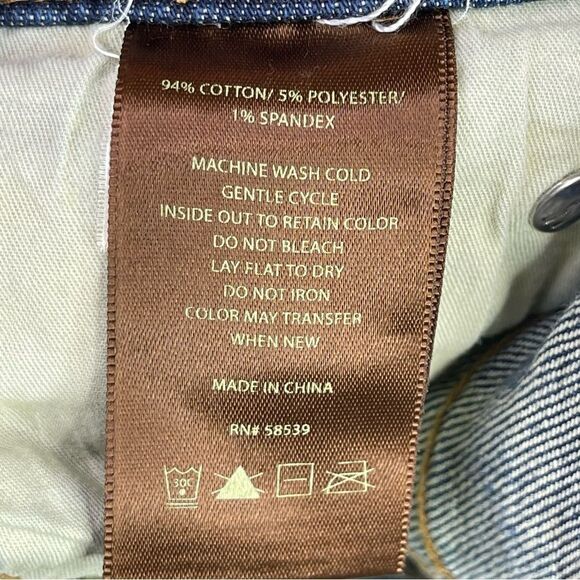 94% COTTON/ 5% POLYESTER/
1% SPANDEX
MACHINE WASH COLD
GENTLE CYCLE
INSIDE OUT TO RETAIN COLOR
DO NOT BLEACH
LAY FLAT TO DRY
DO NOT IRON
COLOR MAY TRANSFER
WHEN NEW
MADE IN CHINA
RN# 58539
30C